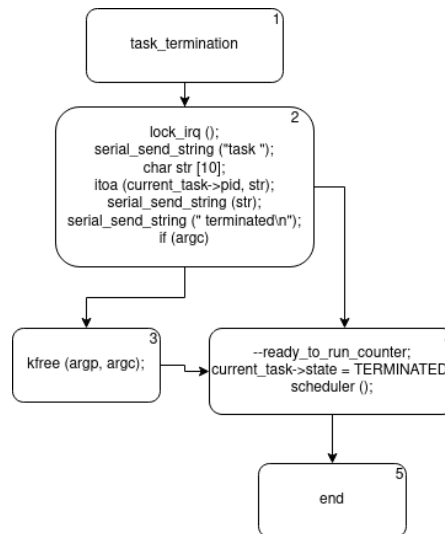 1
task_termination
2
lock_irq ();
serial_send_string ("task ");
char str [10];
itoa (current_task->pid, str);
serial_send_string (str);
serial_send_string (" terminated\n");
if (argc)
3
kfree (argp, argc);
--ready_to_run_counter;
current_task->state = TERMINATED
scheduler ();
5
end